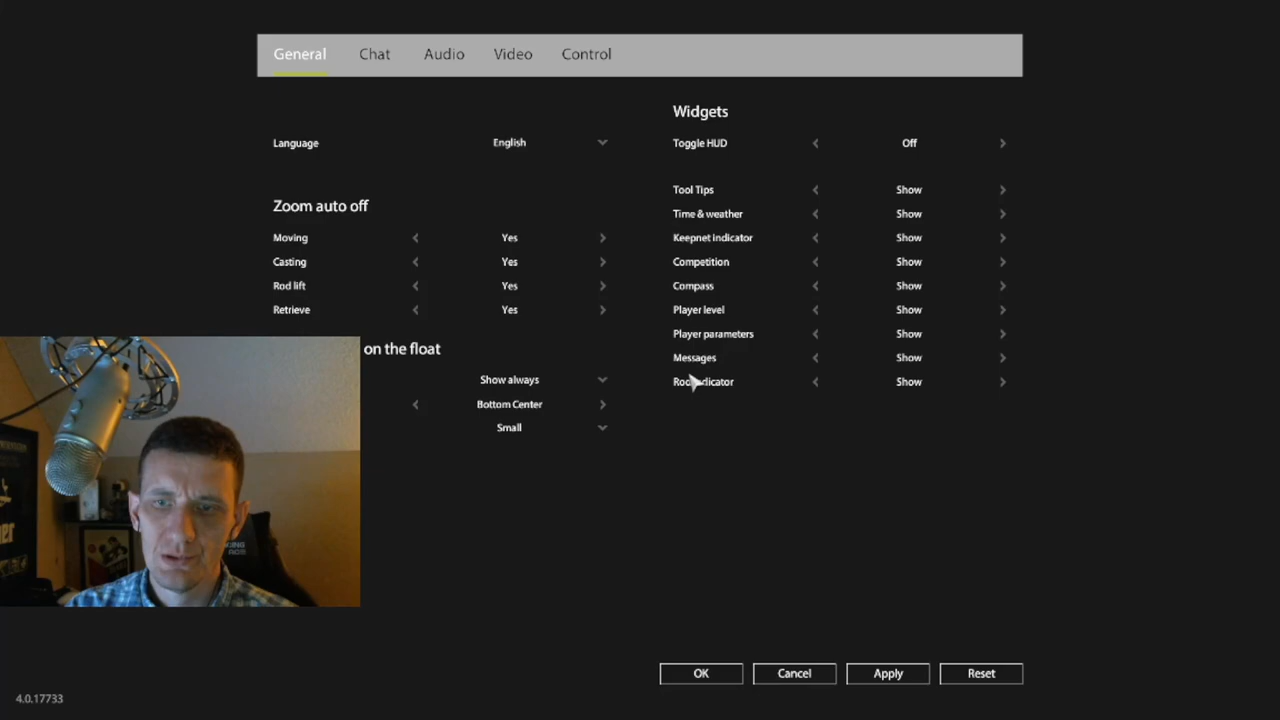 General Chat Audio Video Control
Language English
Zoom auto off
Moving Yes
Casting Yes
Rod lift Yes
Retrieve Yes
on the float
Show always
Bottom Center
Small
Widgets
Toggle HUD Off
Tool Tips Show
Time & weather Show
Keepnet indicator Show
Competition Show
Compass Show
Player level Show
Player parameters Show
Messages Show
Show
OK Cancel Apply Reset
4.0.17733